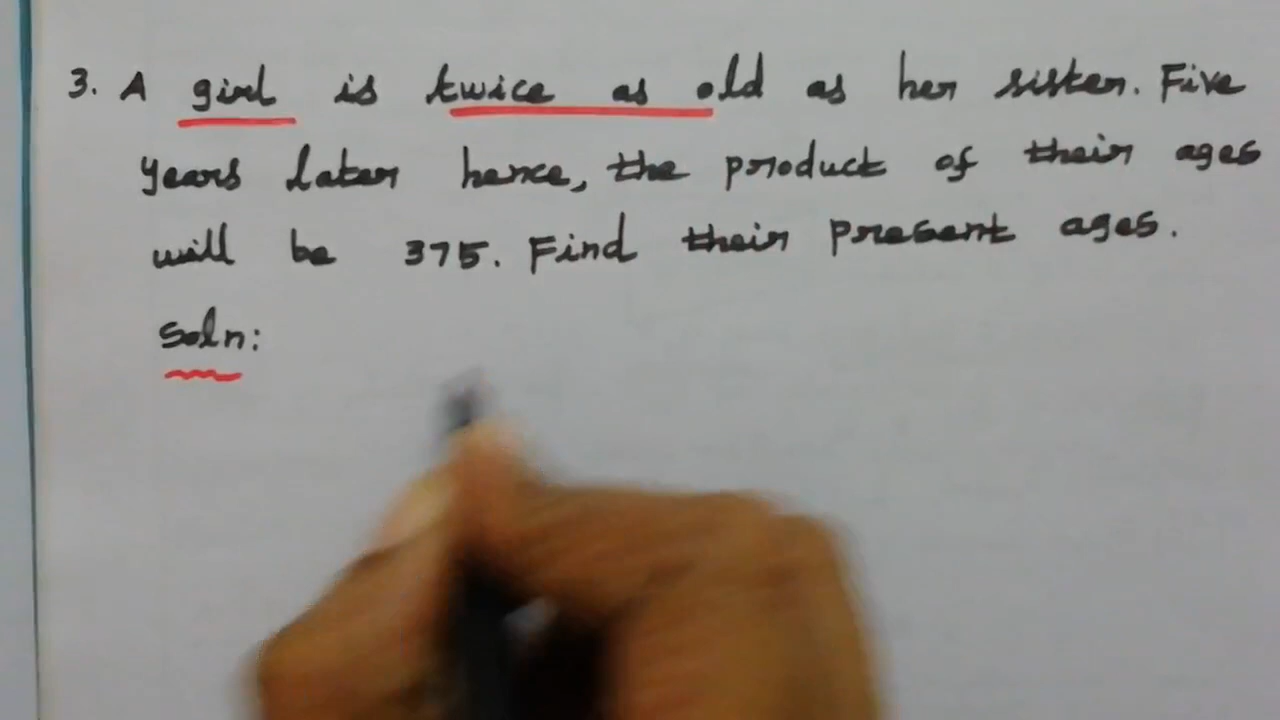 3. A girl is twice as old as her sister. Five
years later hence, the product of their ages
will be 375. Find their present ages.
Soln: